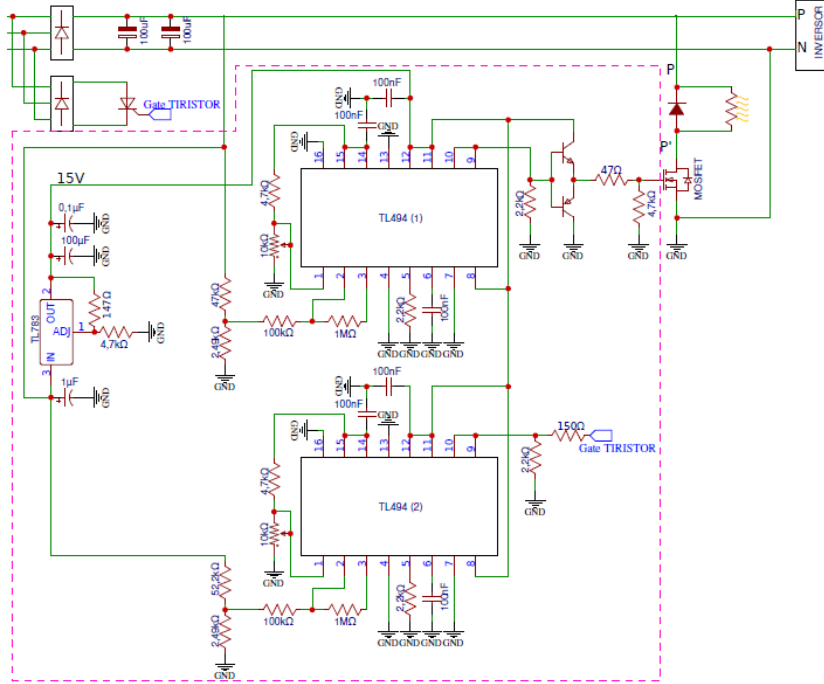 P
N
INVERSOR
100uF
100uF
Gate TIRISTOR
P
P'
MOSFET
15V
0,1µF
GND
100µF
GND
2
OUT
TL783
ADJ
1
IN
3
147Ω
4,7kΩ
GND
1µF
GND
100nF
GND
100nF
GND
GND
16
15
14
13
12
11
10
9
4,7kΩ
10kΩ
GND
TL494 (1)
1
2
3
4
5
6
7
8
47kΩ
2,49kΩ
GND
100kΩ
1MΩ
GND
2,2kΩ
GND
100nF
GND
GND
2,2kΩ
GND
GND
47Ω
4,7kΩ
GND
GND
100nF
GND
100nF
GND
GND
16
15
14
13
12
11
10
9
4,7kΩ
10kΩ
GND
TL494 (2)
1
2
3
4
5
6
7
8
150Ω
Gate TIRISTOR
2,2kΩ
GND
52,2kΩ
2,49kΩ
GND
100kΩ
1MΩ
GND
2,2kΩ
GND
100nF
GND
GND